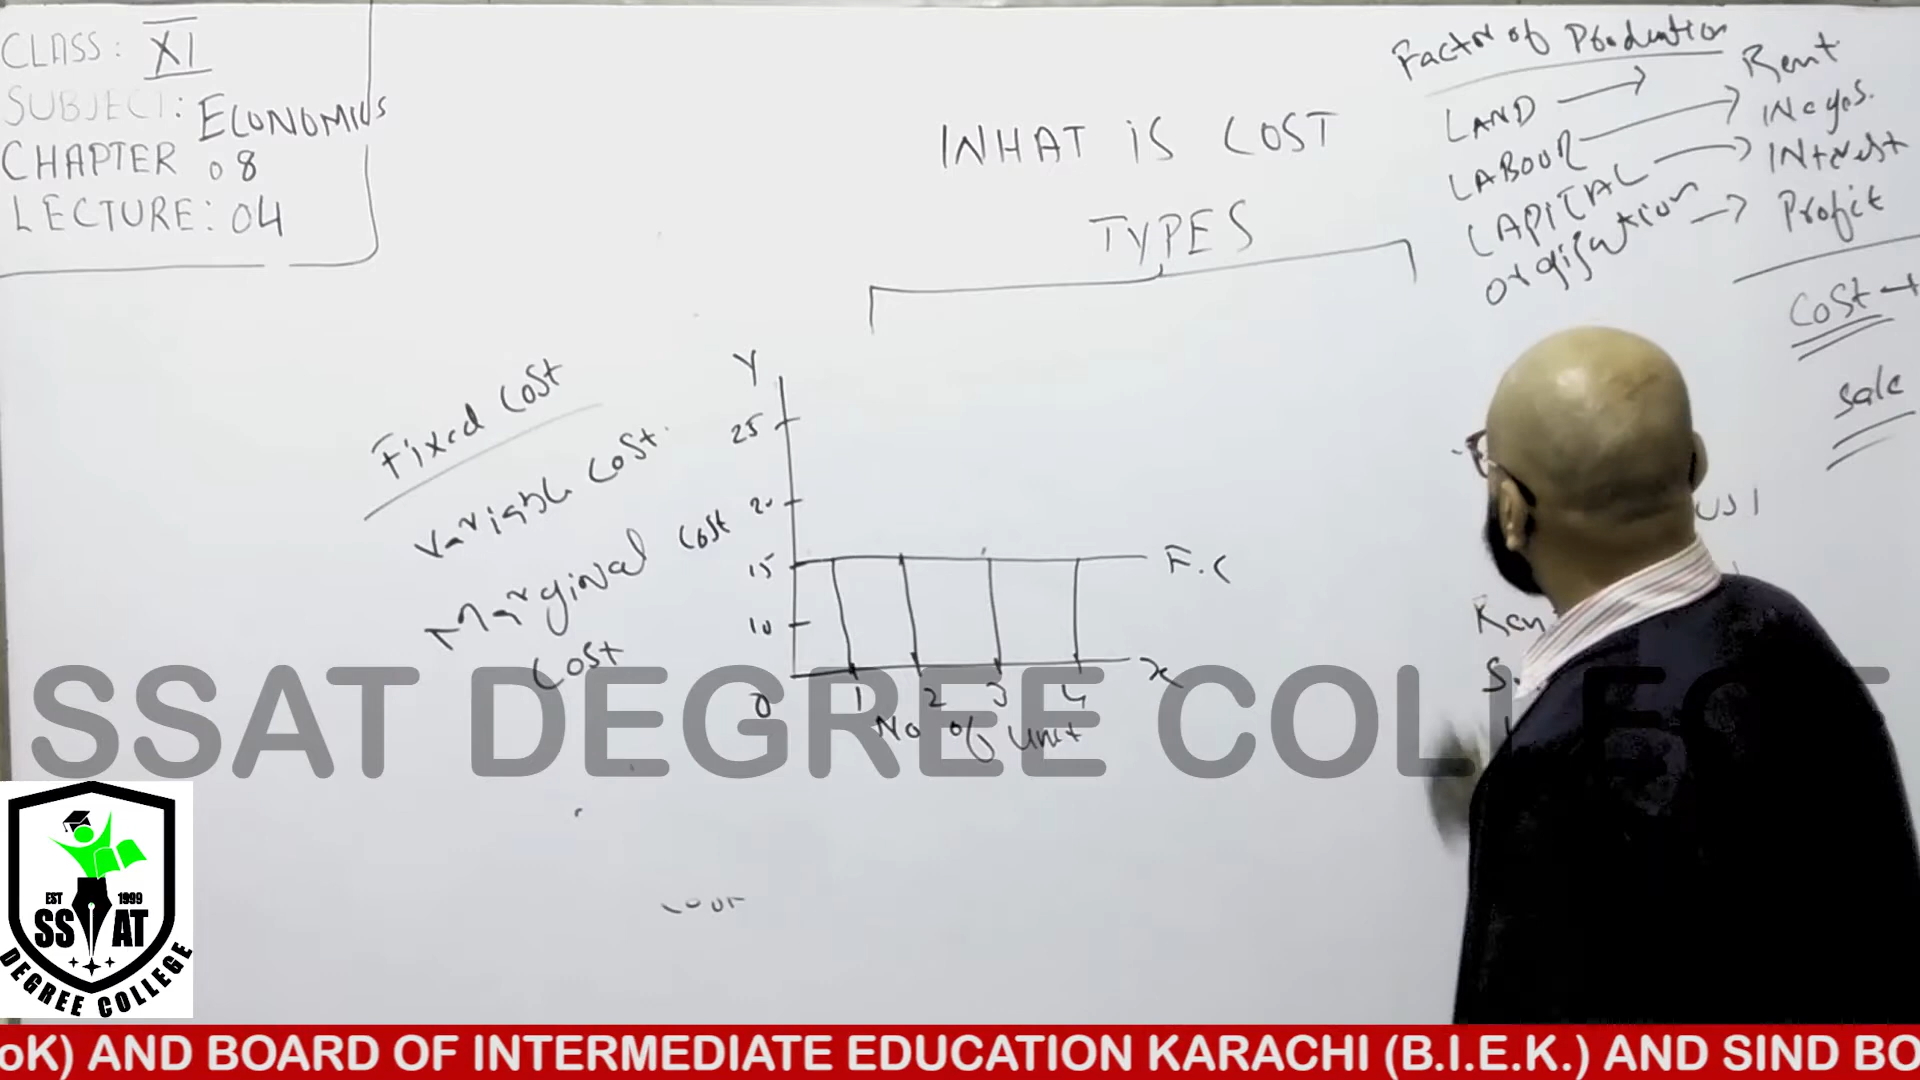 CLASS: XI
SUBJECT: ECONOMICS
CHAPTER 08
LECTURE: 04
WHAT IS COST
TYPES
Factor of Production
LAND → Rent
LABOUR →
CAPITAL → Interest
→ Profit
Cost
Sale
Fixed Cost
Variable Cost
Marginal Cost
Cost
Y
25
20
15
10
0
1 2 3 4
x
No of Unit
F.C
SSAT DEGREE COLLEGE
EST 1999
SSAT
DEGREE COLLEGE
oK) AND BOARD OF INTERMEDIATE EDUCATION KARACHI (B.I.E.K.) AND SIND BO